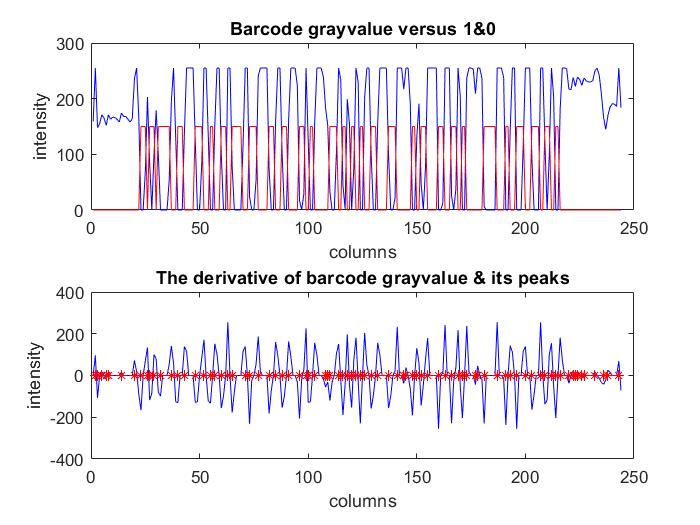 Barcode grayvalue versus 1&0
300
200
100
0
intensity
0 50 100 150 200 250
columns
The derivative of barcode grayvalue & its peaks
400
200
0
-200
-400
intensity
0 50 100 150 200 250
columns